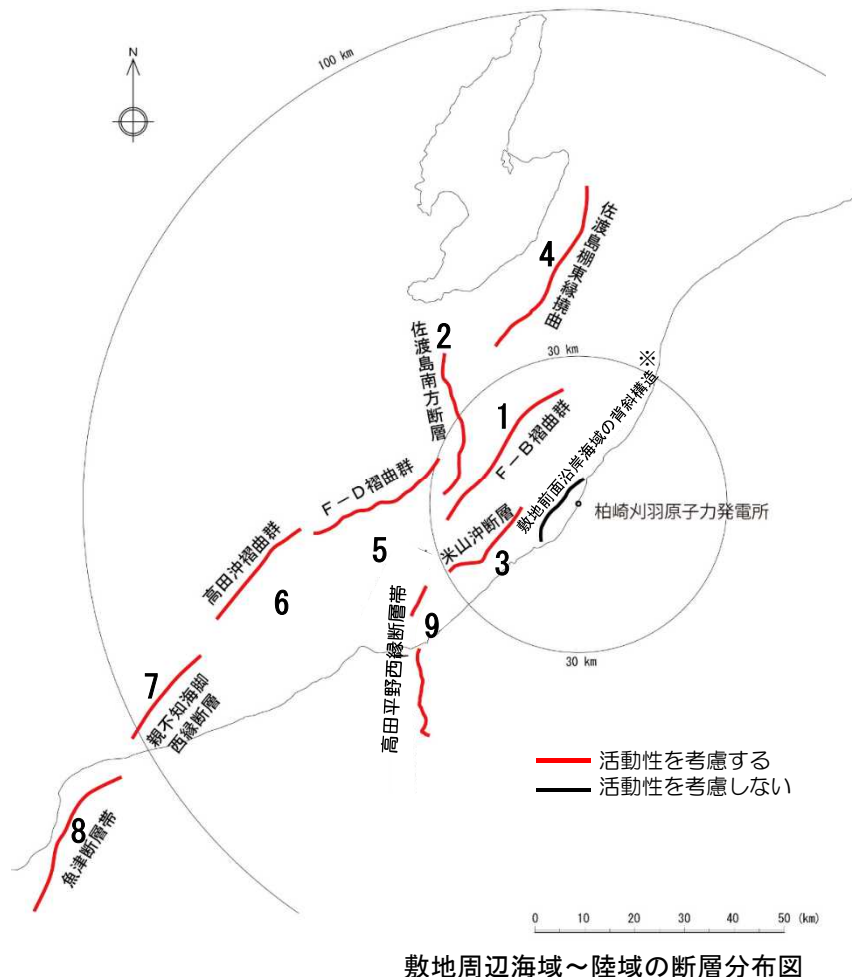 N
100 km
佐渡島棚東縁撓曲
4
2
佐渡島南方断層
30 km
※
敷地前面沿岸海域の背斜構造
1
F-B褶曲群
F-D褶曲群
柏崎刈羽原子力発電所
米山沖断層
3
5
高田沖褶曲群
6
9
高田平野西縁断層帯
30 km
7
親不知海脚
西縁断層
8
魚津断層帯
活動性を考慮する
活動性を考慮しない
0 10 20 30 40 50 (km)
敷地周辺海域～陸域の断層分布図